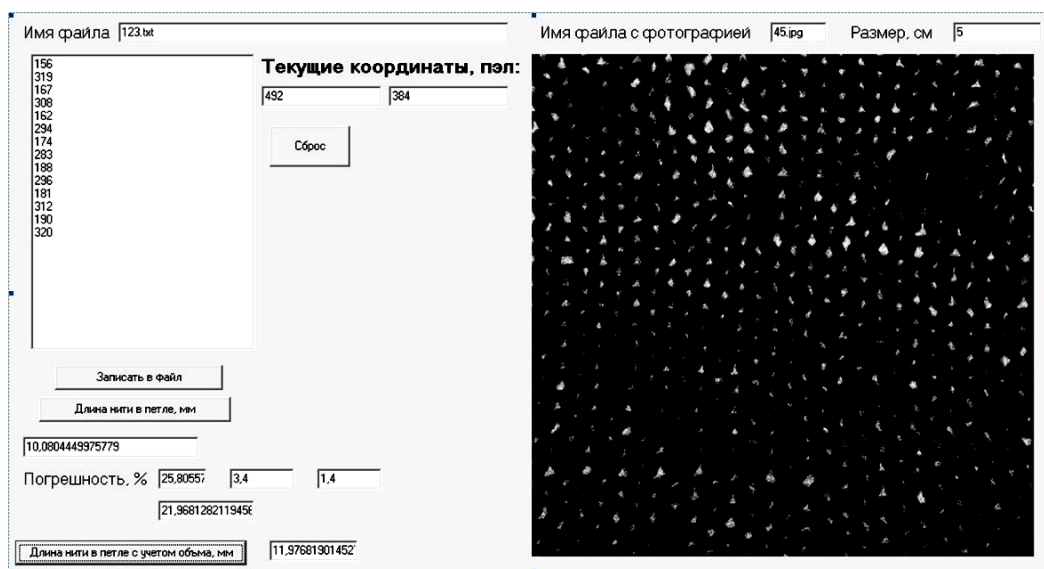 Имя файла 123.txt
Имя файла с фотографией 45.jpg Размер, см 5
156
319
167
308
162
294
174
283
188
296
181
312
190
320
Текущие координаты, пэл:
492 384
Сброс
Записать в файл
Длина нити в петле, мм
10,0804449975779
Погрешность, % 25,80557 3,4 1,4
21,9681282119456
Длина нити в петле с учетом объма, мм 11,97681901452